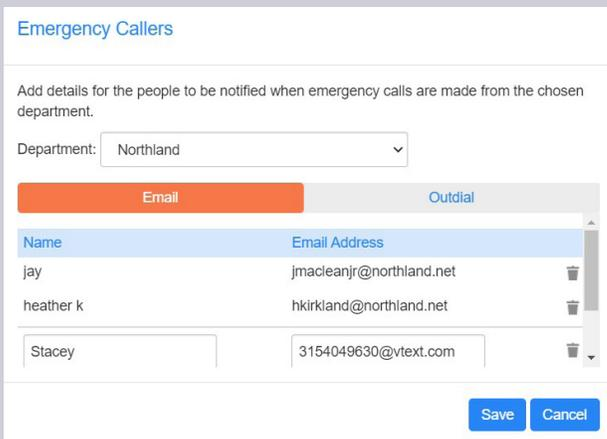 Emergency Callers
Add details for the people to be notified when emergency calls are made from the chosen
department.
Department: Northland
Email Outdial
Name Email Address
jay jmacleanjr@northland.net
heather k hkirkland@northland.net
Stacey 3154049630@vtext.com
Save Cancel